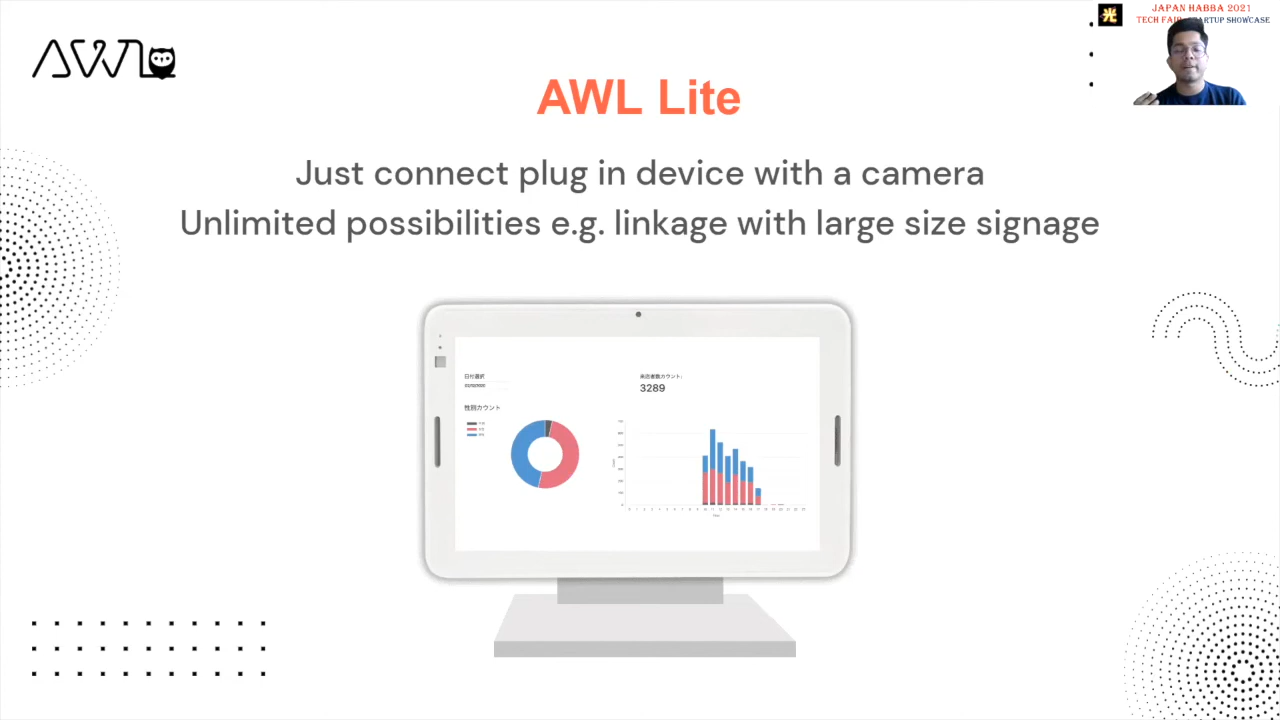 AWL
JAPAN HABBA 2021
TECH FAIR STARTUP SHOWCASE
光
AWL Lite
Just connect plug in device with a camera
Unlimited possibilities e.g. linkage with large size signage
日付選択
来店者数カウント:
3289
性別カウント